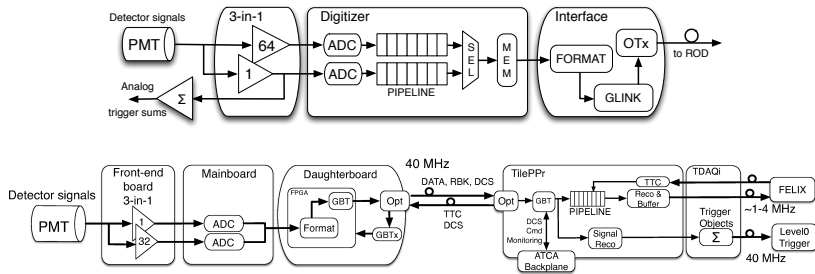 Detector signals
3-in-1
Digitizer
Interface
PMT
64
1
ADC
ADC
PIPELINE
SEL
MEM
FORMAT
GLINK
OTx
to ROD
Analog
trigger sums
Σ
Front-end
board
3-in-1
Mainboard
Daughterboard
40 MHz
TilePPr
TDAQi
Detector signals
PMT
1
32
ADC
ADC
FPGA
GBT
Format
Opt
GBTx
DATA, RBK, DCS
TTC
DCS
Opt
GBT
PIPELINE
TTC
Reco &
Buffer
FELIX
~1-4 MHz
DCS
Cmd
Monitoring
Signal
Reco
Trigger
Objects
Σ
Level0
Trigger
40 MHz
ATCA
Backplane